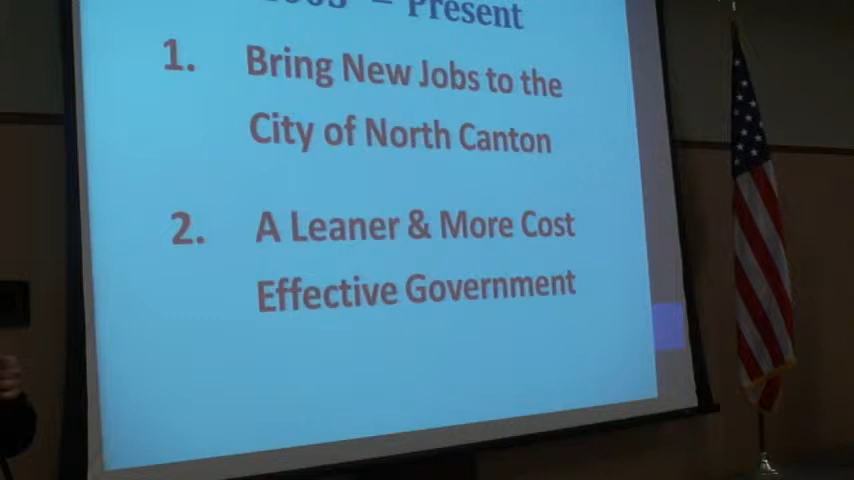 – Present
1. Bring New Jobs to the
City of North Canton
2. A Leaner & More Cost
Effective Government